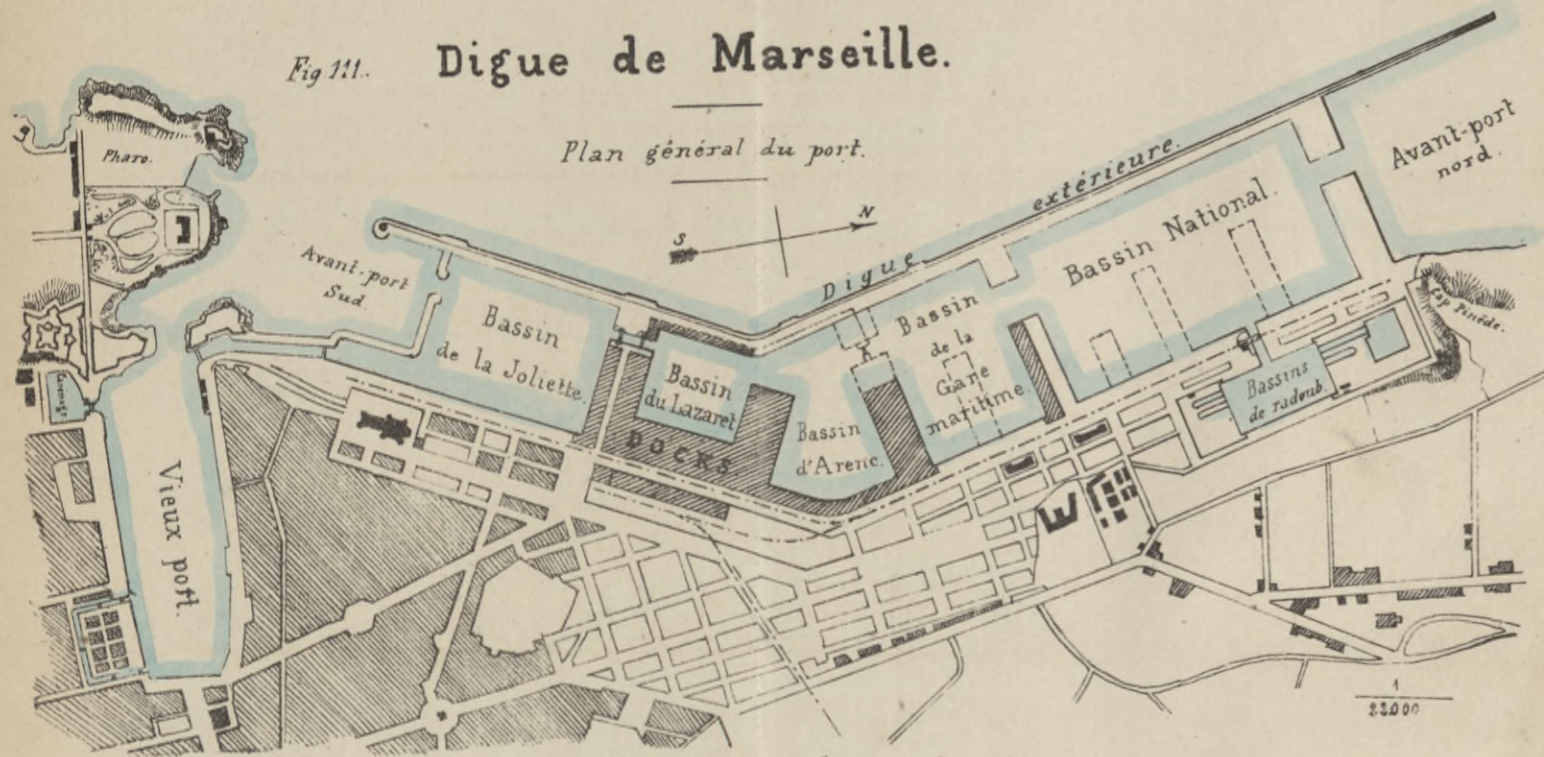 Fig. 111.
Digue de Marseille.
Plan général du port.
S
N
Pharo.
Avant-port
Sud.
Digue extérieure.
Avant-port
nord.
Bassin
de la Joliette.
Bassin
du Lazaret
DOCKS
Bassin
d'Arenc.
Bassin
de la
Gare
maritime.
Bassin National.
Cap Pinède.
Bassins
de radoub.
Vieux port.
1
23000